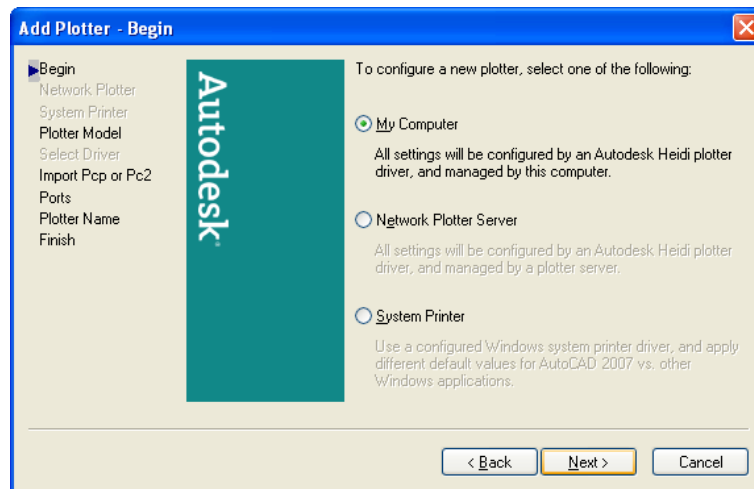 Add Plotter - Begin
Begin
Network Plotter
System Printer
Plotter Model
Select Driver
Import Pcp or Pc2
Ports
Plotter Name
Finish
Autodesk
To configure a new plotter, select one of the following:
My Computer
All settings will be configured by an Autodesk Heidi plotter
driver, and managed by this computer.
Network Plotter Server
All settings will be configured by an Autodesk Heidi plotter
driver, and managed by a plotter server.
System Printer
Use a configured Windows system printer driver, and apply
different default values for AutoCAD 2007 vs. other
Windows applications.
< Back
Next >
Cancel